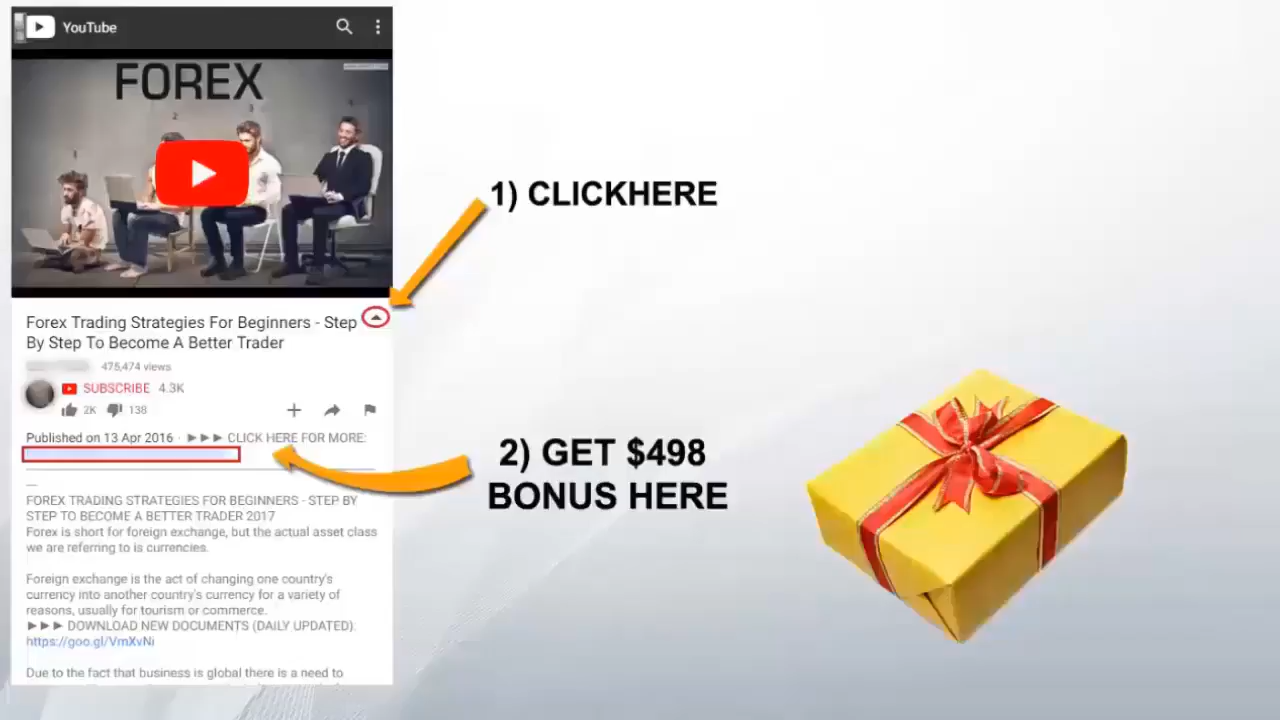 YouTube
FOREX
2
3
1
1) CLICKHERE
Forex Trading Strategies For Beginners - Step
By Step To Become A Better Trader
475,474 views
SUBSCRIBE 4.3K
2K 138
Published on 13 Apr 2016 · ►►► CLICK HERE FOR MORE:
2) GET $498
BONUS HERE
FOREX TRADING STRATEGIES FOR BEGINNERS - STEP BY
STEP TO BECOME A BETTER TRADER 2017
Forex is short for foreign exchange, but the actual asset class
we are referring to is currencies.
Foreign exchange is the act of changing one country's
currency into another country's currency for a variety of
reasons, usually for tourism or commerce.
►►► DOWNLOAD NEW DOCUMENTS (DAILY UPDATED):
https://goo.gl/VmXvNi
Due to the fact that business is global there is a need to